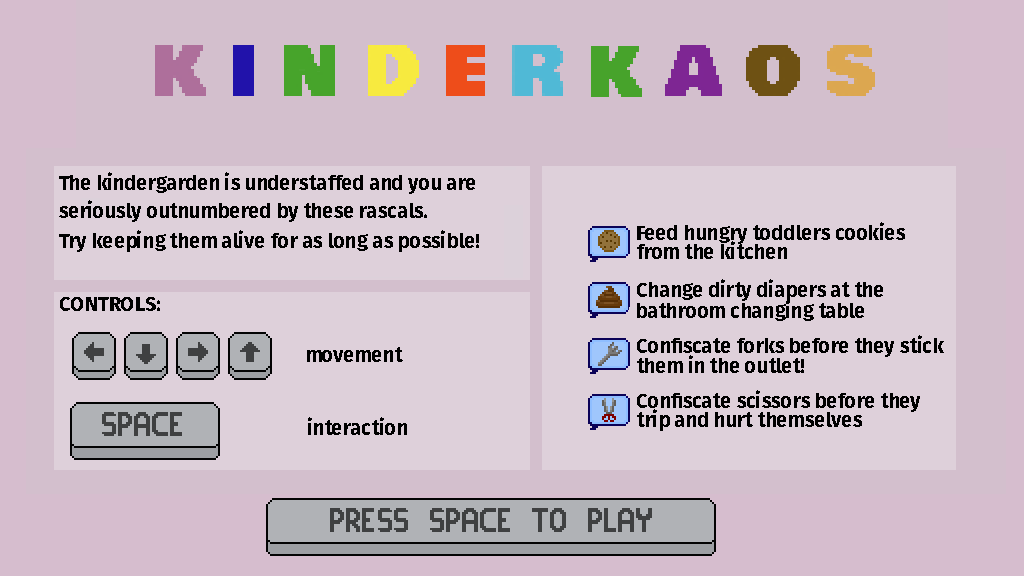 KINDERKAOS
The kindergarden is understaffed and you are
seriously outnumbered by these rascals.
Try keeping them alive for as long as possible!
CONTROLS:
movement
SPACE
interaction
Feed hungry toddlers cookies
from the kitchen
Change dirty diapers at the
bathroom changing table
Confiscate forks before they stick
them in the outlet!
Confiscate scissors before they
trip and hurt themselves
PRESS SPACE TO PLAY